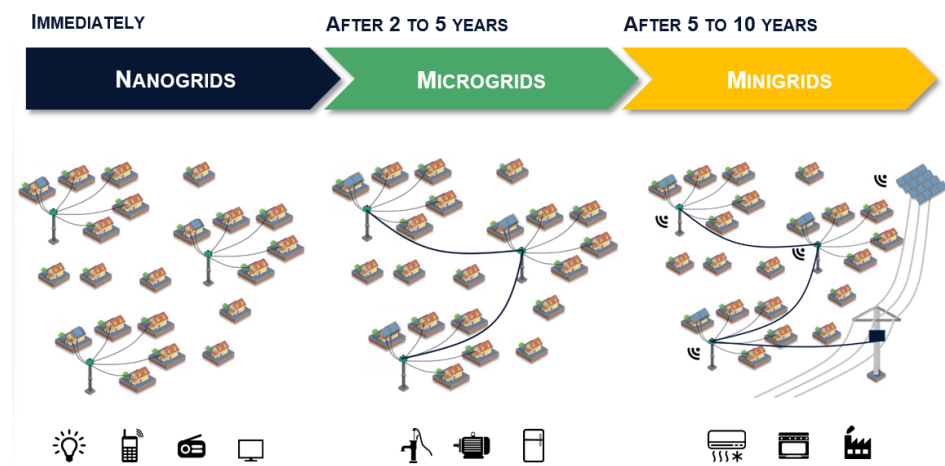 IMMEDIATELY
AFTER 2 TO 5 YEARS
AFTER 5 TO 10 YEARS
NANOGRIDS
MICROGRIDS
MINIGRIDS